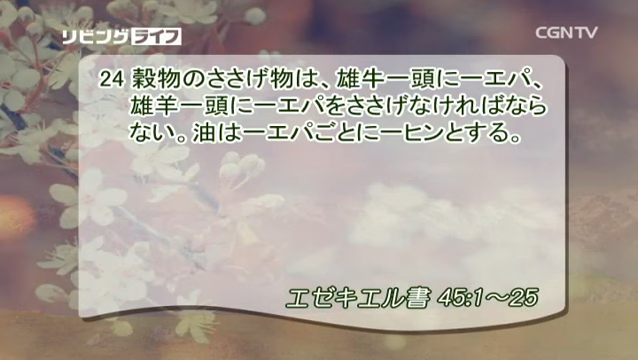 リビングライフ
CGNTV
24 穀物のささげ物は、雄牛一頭に一エパ、
雄羊一頭に一エパをささげなければなら
ない。油は一エパごとに一ヒンとする。
エゼキエル書 45:1～25